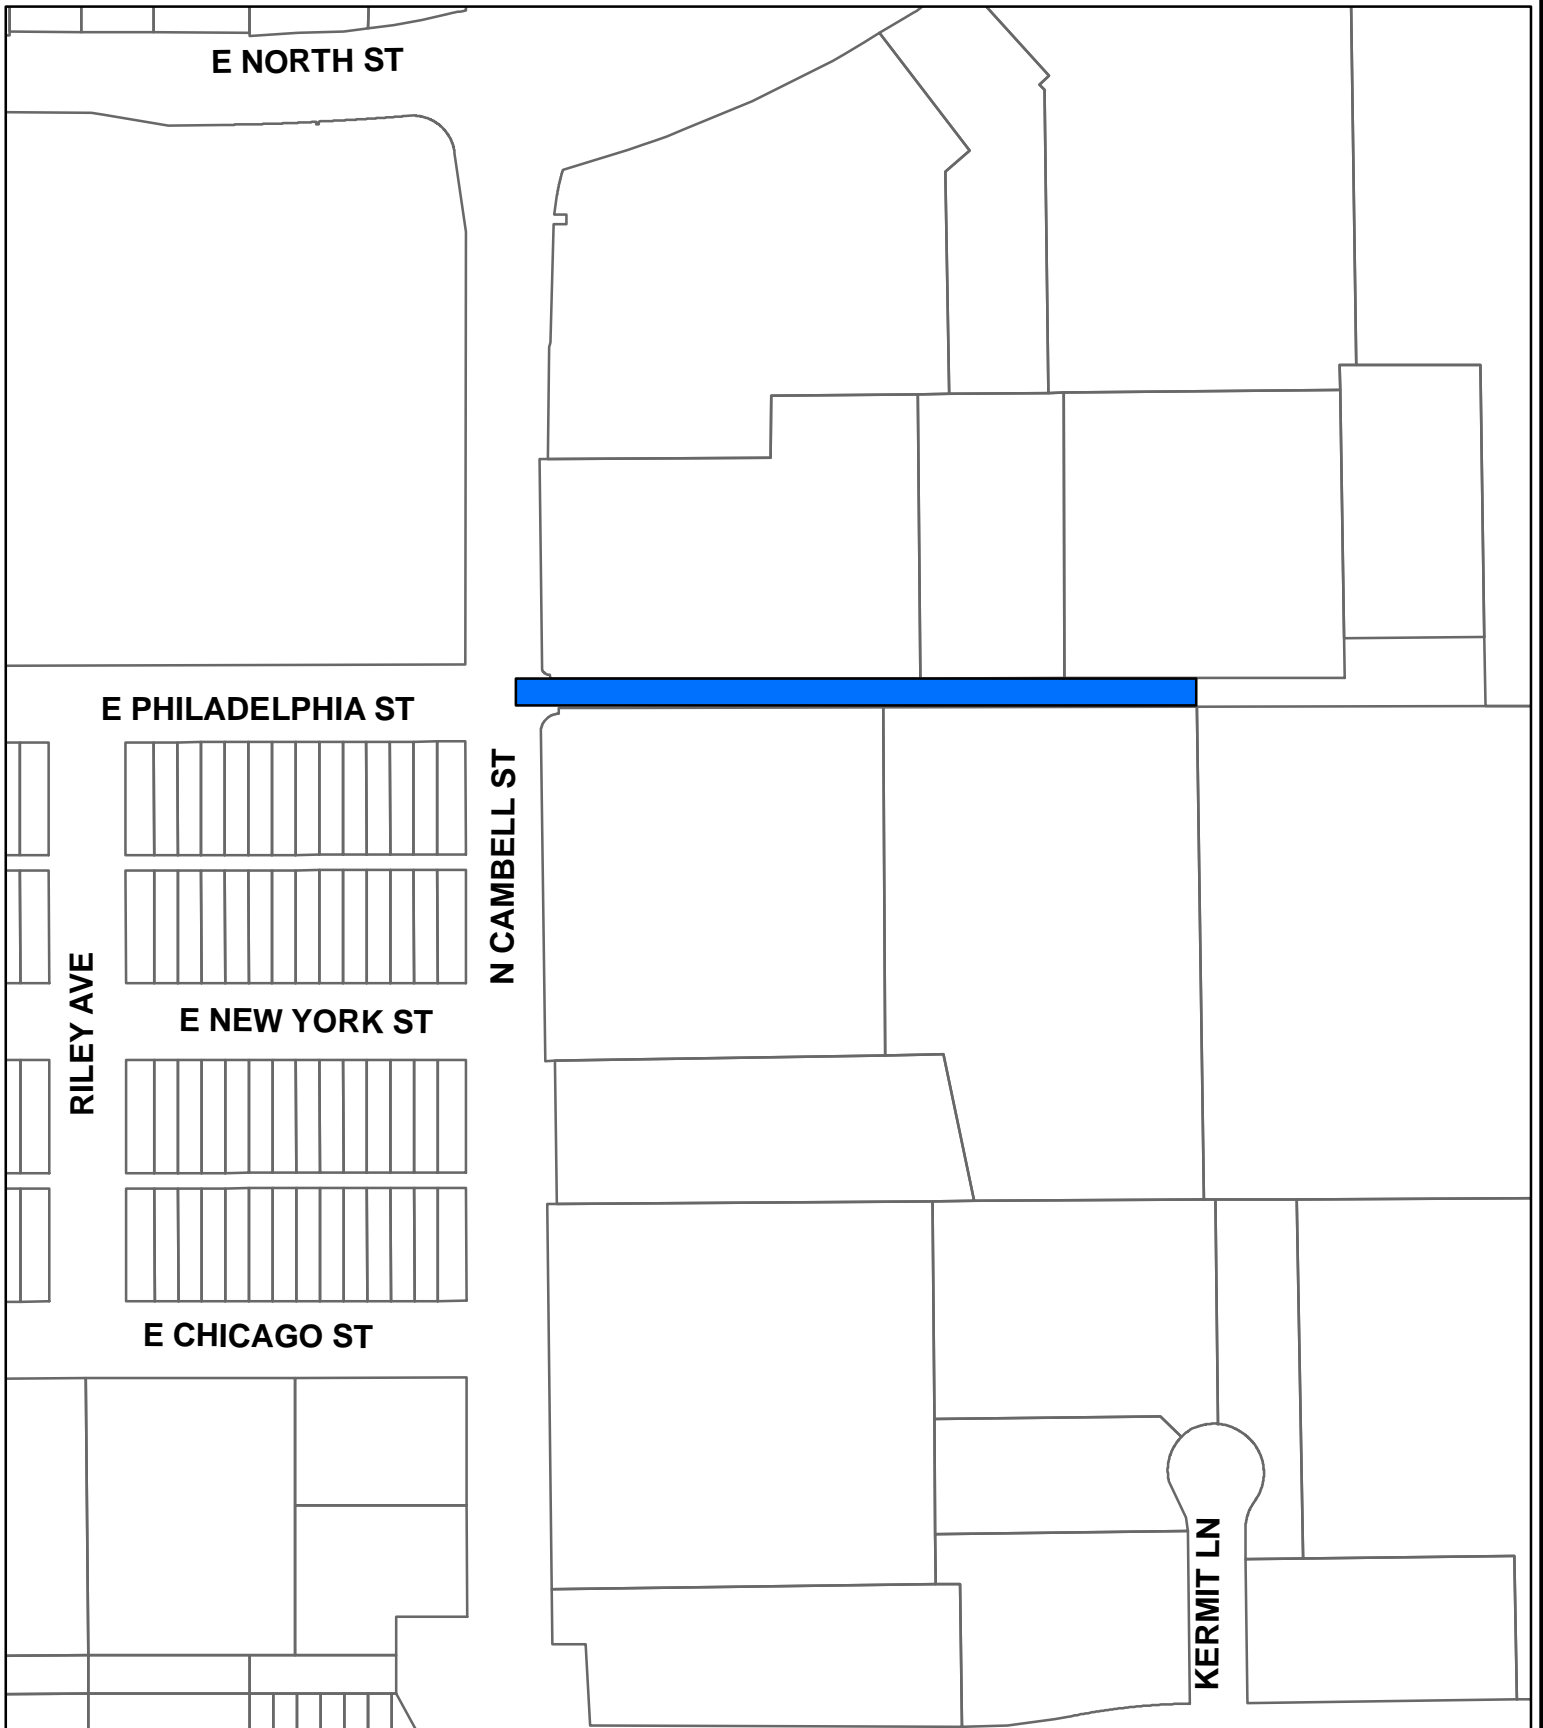 E NORTH ST
E PHILADELPHIA ST
N CAMBELL ST
RILEY AVE
E NEW YORK ST
E CHICAGO ST
KERMIT LN